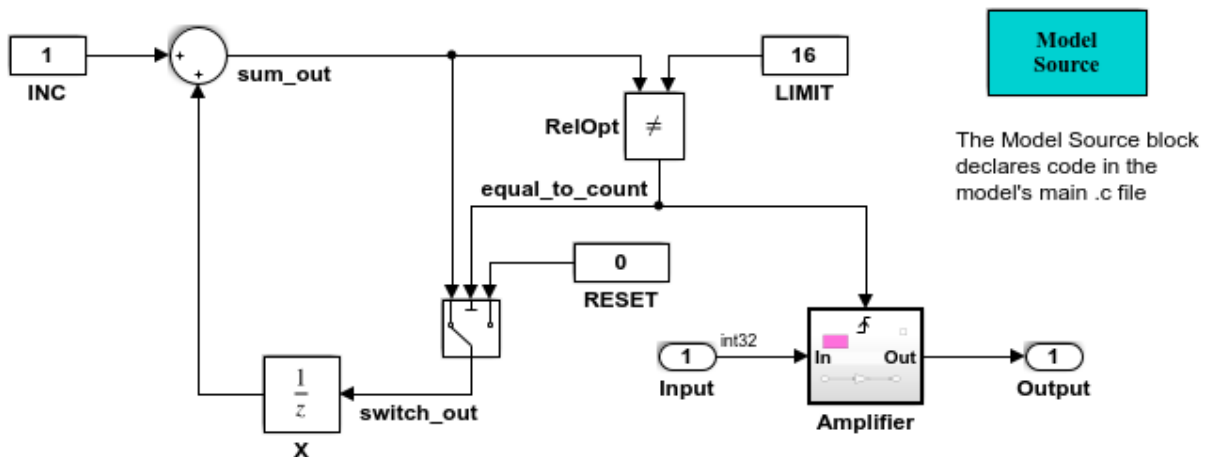 1
INC
+
+
sum_out
16
LIMIT
Model
Source
RelOpt
≠
The Model Source block
declares code in the
model's main .c file
equal_to_count
0
RESET
1
z
X
switch_out
1
Input
int32
In
Out
Amplifier
1
Output